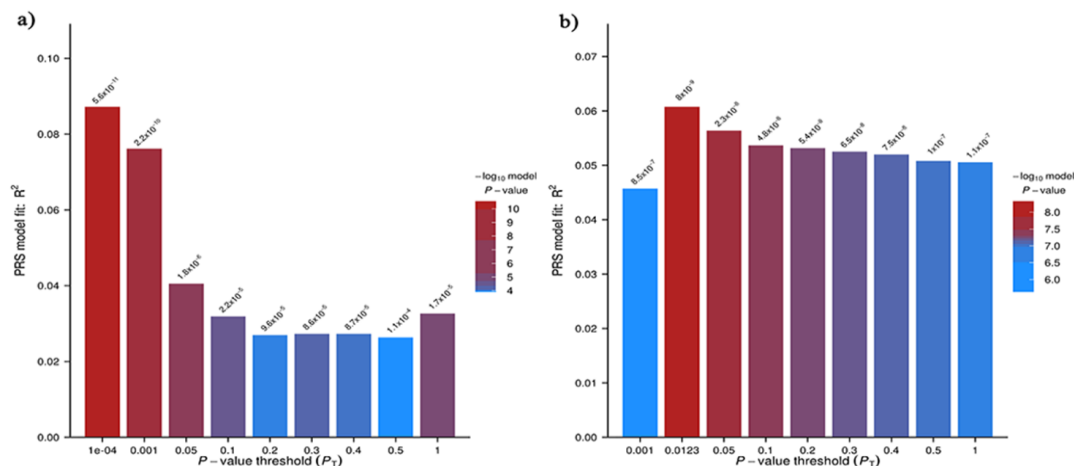 a)
0.10
0.08
0.06
0.04
0.02
0.00
PRS model fit: R²
5.6x10⁻¹¹
2.2x10⁻¹⁰
1.8x10⁻⁶
2.2x10⁻⁵
9.6x10⁻⁵
8.6x10⁻⁵
8.7x10⁻⁵
1.1x10⁻⁴
1.7x10⁻⁵
1e−04 0.001 0.05 0.1 0.2 0.3 0.4 0.5 1
P − value threshold (P_T)
−log₁₀ model
P − value
10
9
8
7
6
5
4
b)
0.07
0.06
0.05
0.04
0.03
0.02
0.01
0.00
PRS model fit: R²
8.5x10⁻⁷
8x10⁻⁹
2.3x10⁻⁸
4.8x10⁻⁸
5.4x10⁻⁸
6.5x10⁻⁸
7.5x10⁻⁸
1x10⁻⁷
1.1x10⁻⁷
0.001 0.0123 0.05 0.1 0.2 0.3 0.4 0.5 1
P − value threshold (P_T)
−log₁₀ model
P − value
8.0
7.5
7.0
6.5
6.0